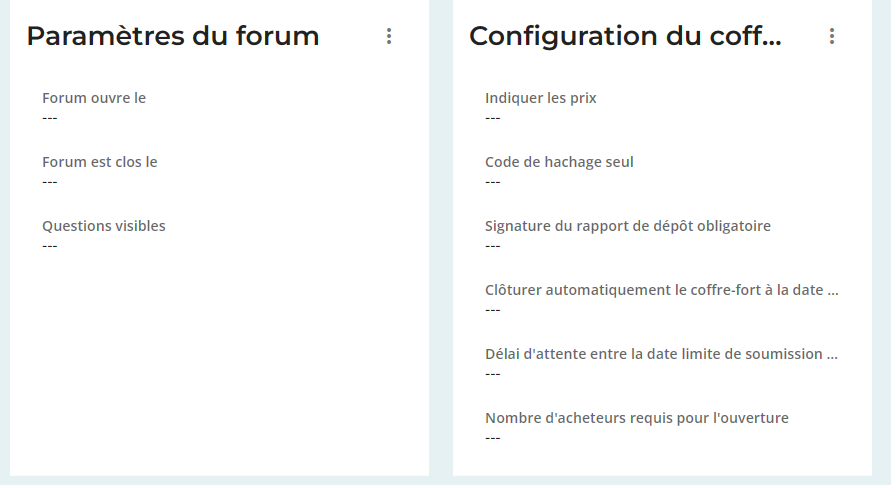 Paramètres du forum
Forum ouvre le
---
Forum est clos le
---
Questions visibles
---
Configuration du coff...
Indiquer les prix
---
Code de hachage seul
---
Signature du rapport de dépôt obligatoire
---
Clôturer automatiquement le coffre-fort à la date ...
---
Délai d'attente entre la date limite de soumission ...
---
Nombre d'acheteurs requis pour l'ouverture
---